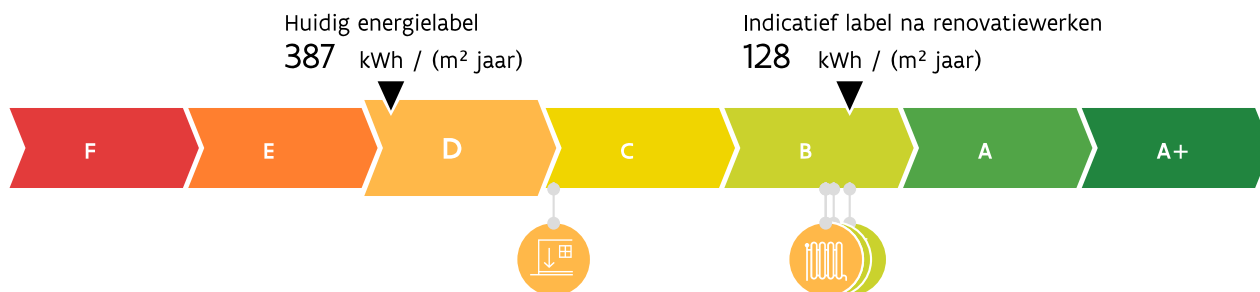 Huidig energielabel
387 kWh / (m² jaar)
Indicatief label na renovatiewerken
128 kWh / (m² jaar)
F E D C B A A+